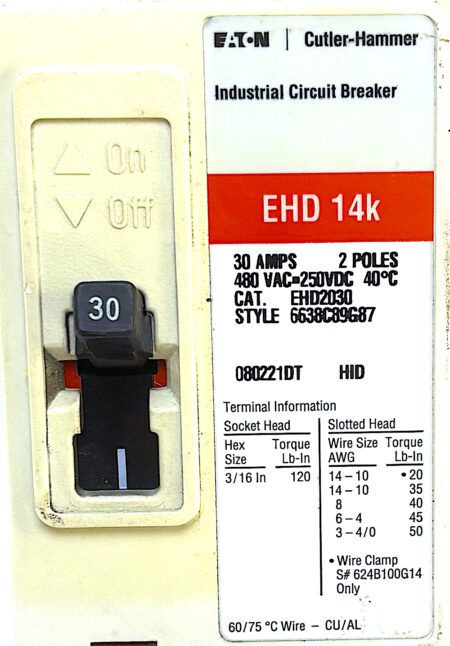 EATON | Cutler-Hammer
Industrial Circuit Breaker
EHD 14k
On
Off
30
30 AMPS 2 POLES
480 VAC=250VDC 40°C
CAT. EHD2030
STYLE 6638C89G87
080221DT HID
Terminal Information
Socket Head Slotted Head
Hex Torque Wire Size Torque
Size Lb-In AWG Lb-In
3/16 In 120 14-10 •20
14-10 35
8 40
6-4 45
3-4/0 50
• Wire Clamp
S# 624B100G14
Only
60/75 °C Wire - CU/AL